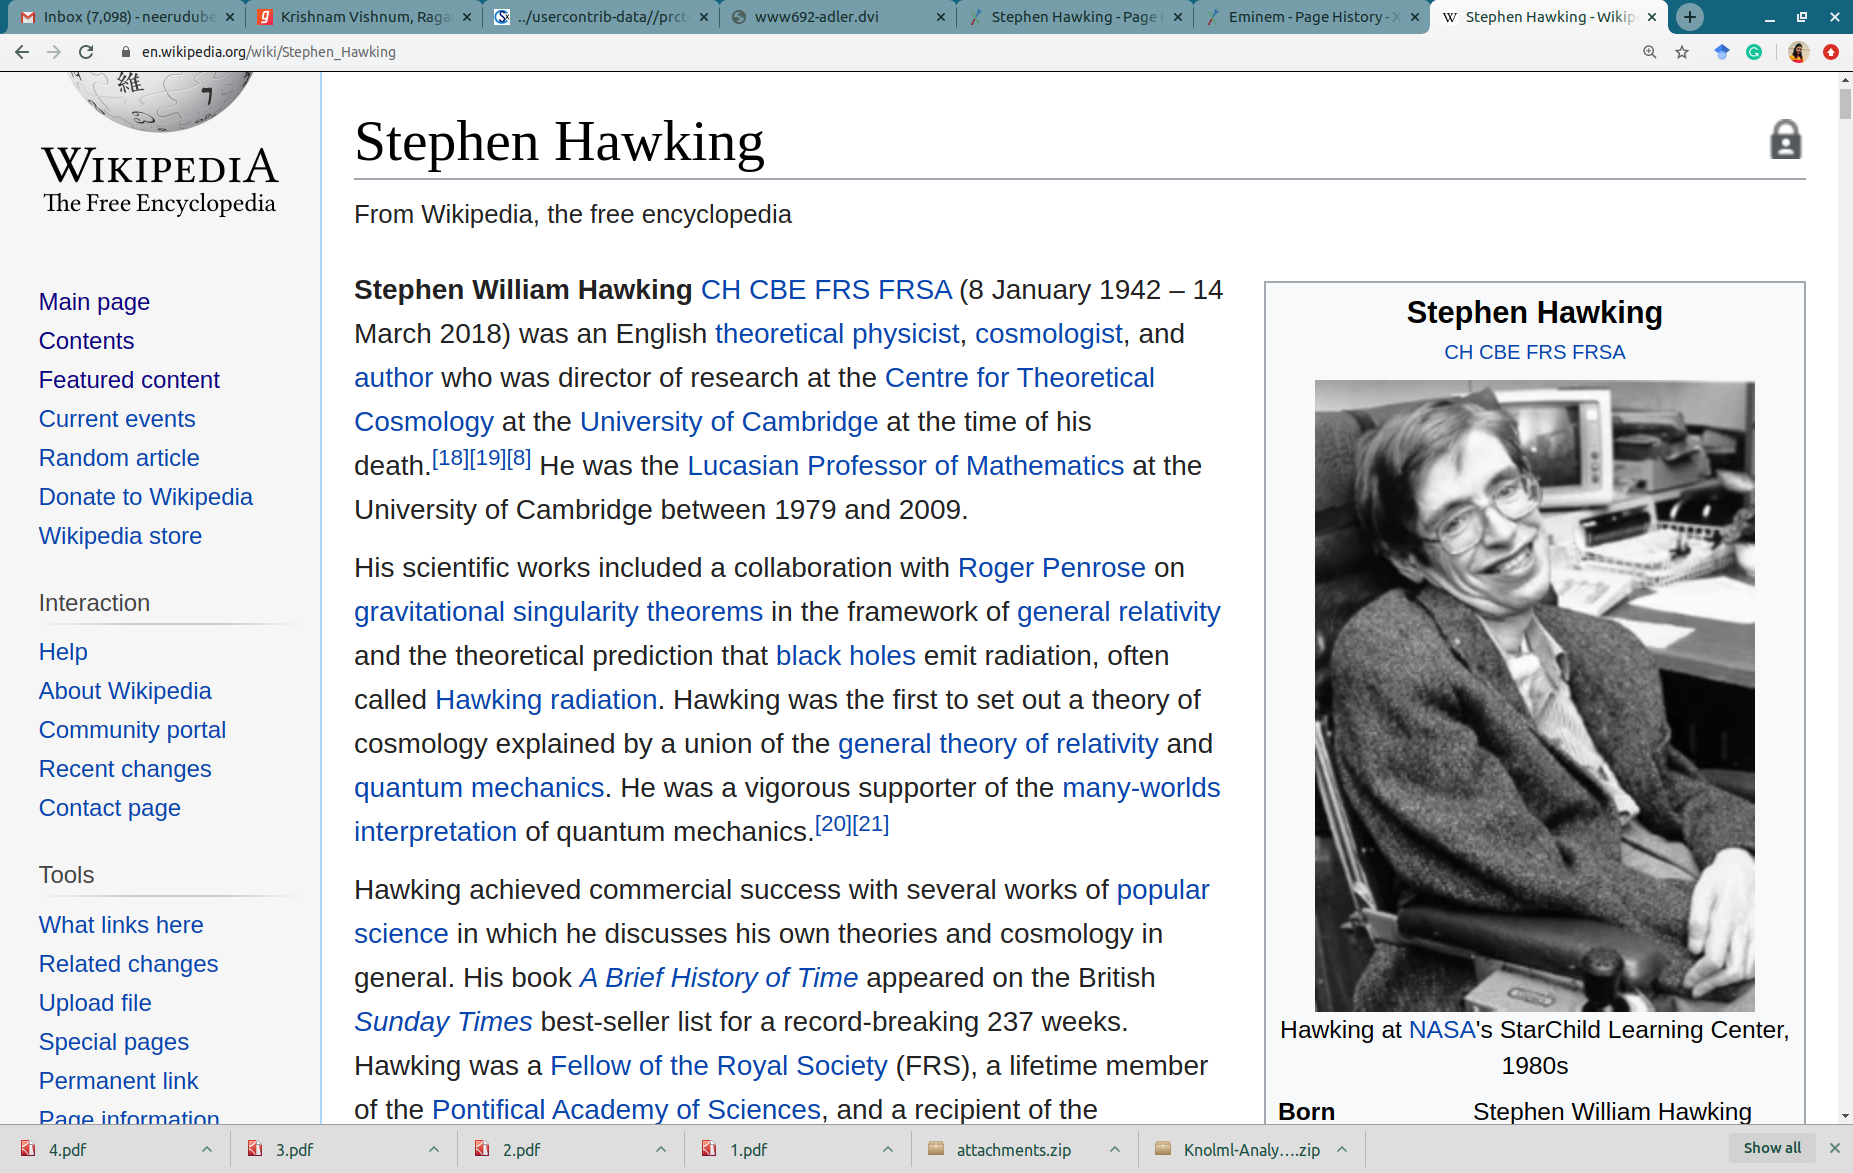 Inbox (7,098) - neerudube
Krishnam Vishnum, Raga
../usercontrib-data//prct-
www692-adler.dvi
Stephen Hawking - Page H
Eminem - Page History - X
Stephen Hawking - Wikip
en.wikipedia.org/wiki/Stephen_Hawking
維
WIKIPEDIA
The Free Encyclopedia
Main page
Contents
Featured content
Current events
Random article
Donate to Wikipedia
Wikipedia store
Interaction
Help
About Wikipedia
Community portal
Recent changes
Contact page
Tools
What links here
Related changes
Upload file
Special pages
Permanent link
Page information
Stephen Hawking
From Wikipedia, the free encyclopedia
Stephen William Hawking CH CBE FRS FRSA (8 January 1942 – 14
March 2018) was an English theoretical physicist, cosmologist, and
author who was director of research at the Centre for Theoretical
Cosmology at the University of Cambridge at the time of his
death.[18][19][8] He was the Lucasian Professor of Mathematics at the
University of Cambridge between 1979 and 2009.
His scientific works included a collaboration with Roger Penrose on
gravitational singularity theorems in the framework of general relativity
and the theoretical prediction that black holes emit radiation, often
called Hawking radiation. Hawking was the first to set out a theory of
cosmology explained by a union of the general theory of relativity and
quantum mechanics. He was a vigorous supporter of the many-worlds
interpretation of quantum mechanics.[20][21]
Hawking achieved commercial success with several works of popular
science in which he discusses his own theories and cosmology in
general. His book A Brief History of Time appeared on the British
Sunday Times best-seller list for a record-breaking 237 weeks.
Hawking was a Fellow of the Royal Society (FRS), a lifetime member
of the Pontifical Academy of Sciences, and a recipient of the
Stephen Hawking
CH CBE FRS FRSA
Hawking at NASA's StarChild Learning Center,
1980s
Born Stephen William Hawking
4.pdf
3.pdf
2.pdf
1.pdf
attachments.zip
Knolml-Analy....zip
Show all